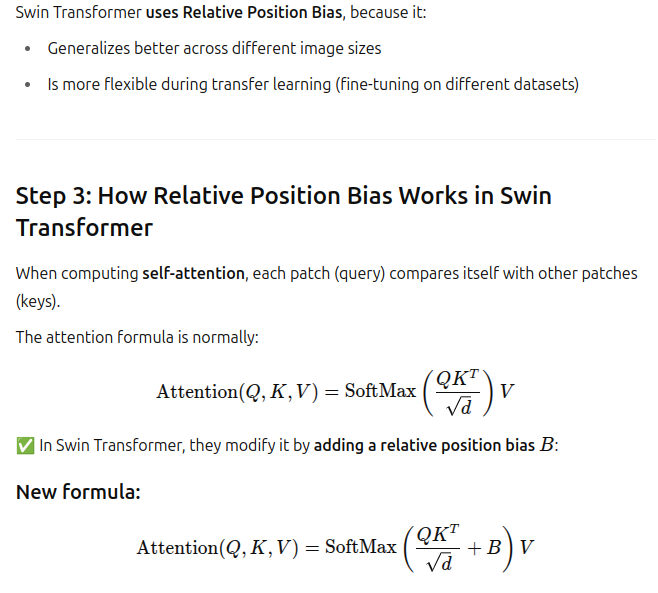 Swin Transformer uses Relative Position Bias, because it:
• Generalizes better across different image sizes
• Is more flexible during transfer learning (fine-tuning on different datasets)
Step 3: How Relative Position Bias Works in Swin
Transformer
When computing self-attention, each patch (query) compares itself with other patches
(keys).
The attention formula is normally:
Attention(Q, K, V) = SoftMax(QK^T / √d) V
✅ In Swin Transformer, they modify it by adding a relative position bias B:
New formula:
Attention(Q, K, V) = SoftMax(QK^T / √d + B) V